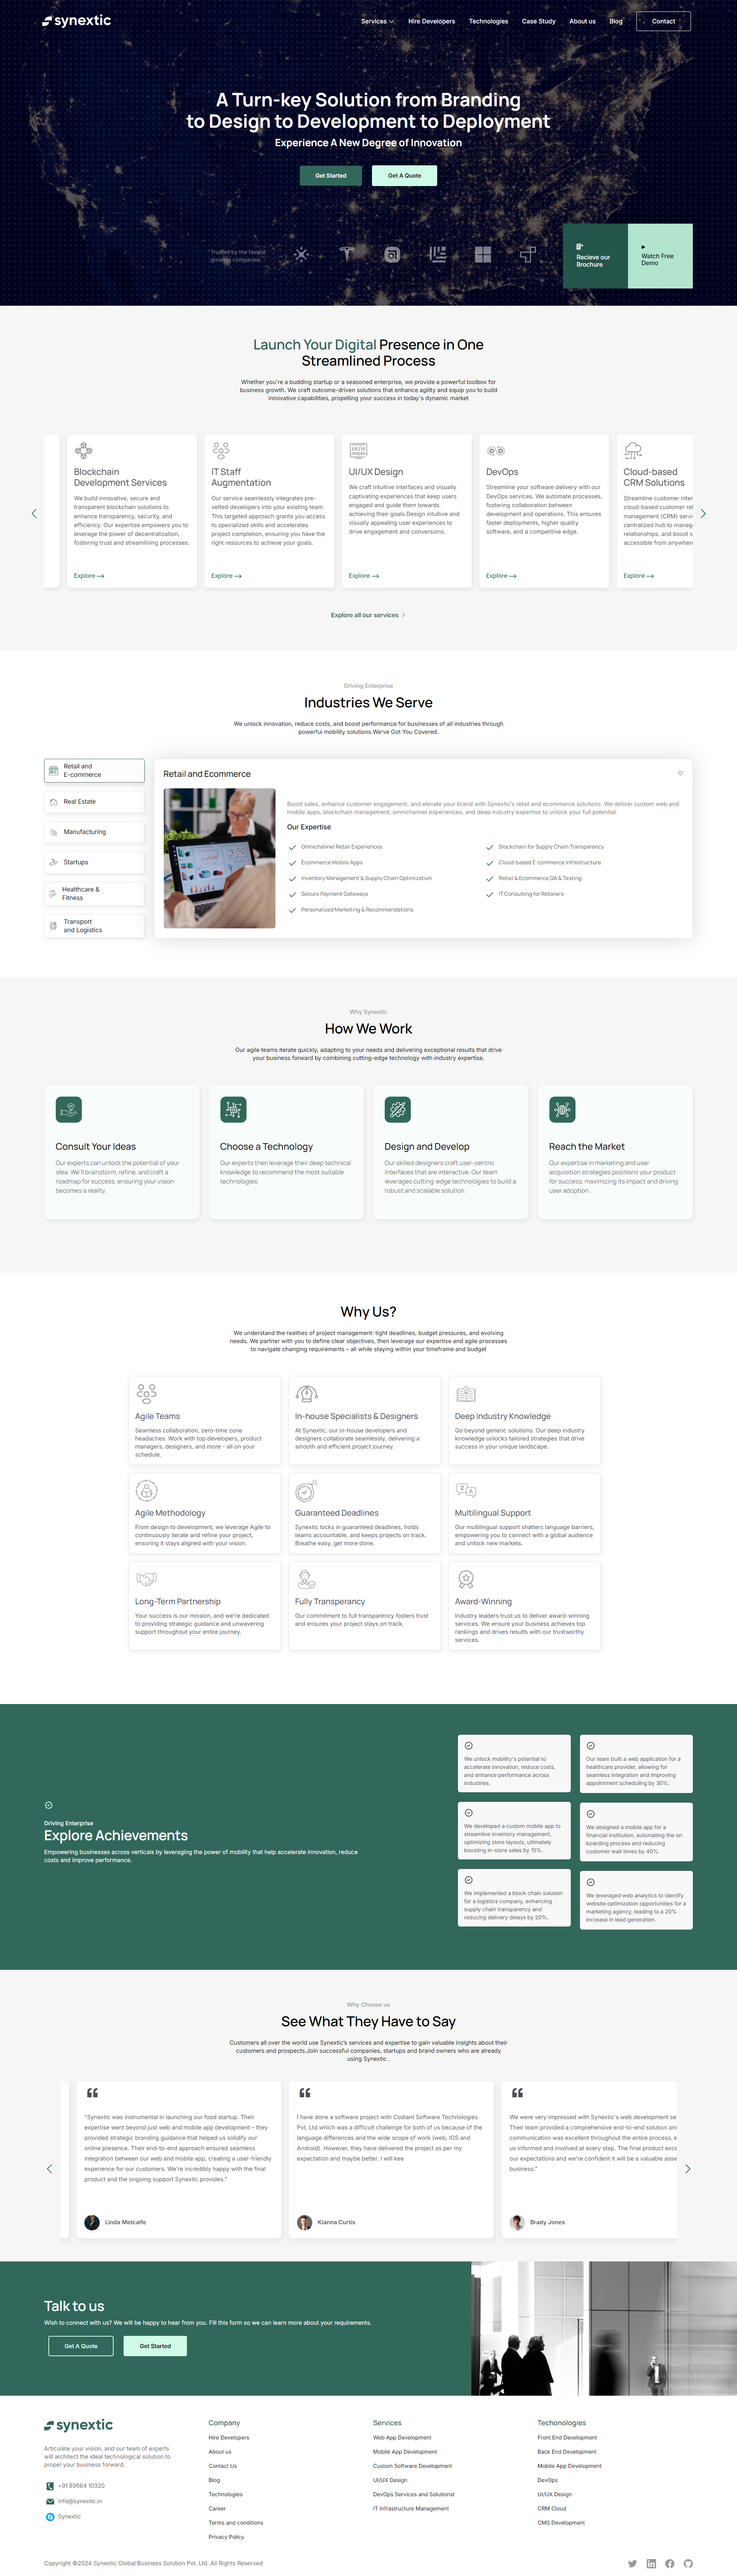 synextic
Services
Hire Developers
Technologies
Case Study
About us
Blog
Contact
A Turn-key Solution from Branding
to Design to Development to Deployment
Experience A New Degree of Innovation
Get Started
Get A Quote
Trusted by the fastest
growing companies
Recieve our
Brochure
Watch Free
Demo
Launch Your Digital Presence in One
Streamlined Process
Whether you're a budding startup or a seasoned enterprise, we provide a powerful toolbox for
business growth. We craft outcome-driven solutions that enhance agility and equip you to build
innovative capabilities, propelling your success in today's dynamic market
Blockchain
Development Services
We build innovative, secure and
transparent blockchain solutions to
enhance transparency, security, and
efficiency. Our expertise empowers you to
leverage the power of decentralization,
fostering trust and streamlining processes.
Explore
IT Staff
Augmentation
Our service seamlessly integrates pre-
vetted developers into your existing team.
This targeted approach grants you access
to specialized skills and accelerates
project completion, ensuring you have the
right resources to achieve your goals.
Explore
UI/UX Design
We craft intuitive interfaces and visually
captivating experiences that keep users
engaged and guide them towards
achieving their goals.Design intuitive and
visually appealing user experiences to
drive engagement and conversions.
Explore
DevOps
Streamline your software delivery with our
DevOps services. We automate processes,
fostering collaboration between
development and operations. This ensures
faster deployments, higher quality
software, and a competitive edge.
Explore
Cloud-based
CRM Solutions
Streamline customer inter
cloud-based customer rel
management (CRM) servi
centralized hub to manag
relationships, and boost s
accessible from anywhere
Explore
Explore all our services
Driving Enterprise
Industries We Serve
We unlock innovation, reduce costs, and boost performance for businesses of all industries through
powerful mobility solutions.We've Got You Covered.
Retail and
E-commerce
Real Estate
Manufacturing
Startups
Healthcare &
Fitness
Transport
and Logistics
Retail and Ecommerce
Boost sales, enhance customer engagement, and elevate your brand with Synextic's retail and ecommerce solutions. We deliver custom web and
mobile apps, blockchain management, omnichannel experiences, and deep industry expertise to unlock your full potential.
Our Expertise
Omnichannel Retail Experiences
Blockchain for Supply Chain Transparency
Ecommerce Mobile Apps
Cloud-based E-commerce Infrastructure
Inventory Management & Supply Chain Optimization
Retail & Ecommerce QA & Testing
Secure Payment Gateways
IT Consulting for Retailers
Personalized Marketing & Recommendations
Why Synextic
How We Work
Our agile teams iterate quickly, adapting to your needs and delivering exceptional results that drive
your business forward by combining cutting-edge technology with industry expertise.
Consult Your Ideas
Our experts can unlock the potential of your
idea. We'll brainstorm, refine, and craft a
roadmap for success, ensuring your vision
becomes a reality.
Choose a Technology
Our experts then leverage their deep technical
knowledge to recommend the most suitable
technologies.
Design and Develop
Our skilled designers craft user-centric
interfaces that are interactive. Our team
leverages cutting-edge technologies to build a
robust and scalable solution.
Reach the Market
Our expertise in marketing and user
acquisition strategies positions your product
for success, maximizing its impact and driving
user adoption.
Why Us?
We understand the realities of project management: tight deadlines, budget pressures, and evolving
needs. We partner with you to define clear objectives, then leverage our expertise and agile processes
to navigate changing requirements – all while staying within your timeframe and budget
Agile Teams
Seamless collaboration, zero-time zone
headaches. Work with top developers, product
managers, designers, and more - all on your
schedule.
In-house Specialists & Designers
At Synextic, our in-house developers and
designers collaborate seamlessly, delivering a
smooth and efficient project journey.
Deep Industry Knowledge
Go beyond generic solutions. Our deep industry
knowledge unlocks tailored strategies that drive
success in your unique landscape.
Agile Methodology
From design to development, we leverage Agile to
continuously iterate and refine your project,
ensuring it stays aligned with your vision.
Guaranteed Deadlines
Synextic locks in guaranteed deadlines, holds
teams accountable, and keeps projects on track.
Breathe easy, get more done.
Multilingual Support
Our multilingual support shatters language barriers,
empowering you to connect with a global audience
and unlock new markets.
Long-Term Partnership
Your success is our mission, and we're dedicated
to providing strategic guidance and unwavering
support throughout your entire journey.
Fully Transperancy
Our commitment to full transparency fosters trust
and ensures your project stays on track.
Award-Winning
Industry leaders trust us to deliver award-winning
services. We ensure your business achieves top
rankings and drives results with our trustworthy
services.
Driving Enterprise
Explore Achievements
Empowering businesses across verticals by leveraging the power of mobility that help accelerate innovation, reduce
costs and improve performance.
We unlock mobility's potential to
accelerate innovation, reduce costs,
and enhance performance across
industries.
Our team built a web application for a
healthcare provider, allowing for
seamless integration and improving
appointment scheduling by 30%.
We developed a custom mobile app to
streamline inventory management,
optimizing store layouts, ultimately
boosting in-store sales by 15%.
We designed a mobile app for a
financial institution, automating the on
boarding process and reducing
customer wait times by 40%.
We implemented a block chain solution
for a logistics company, enhancing
supply chain transparency and
reducing delivery delays by 20%.
We leveraged web analytics to identify
website optimization opportunities for a
marketing agency, leading to a 20%
increase in lead generation.
Why Choose us
See What They Have to Say
Customers all over the world use Synextic's services and expertise to gain valuable insights about their
customers and prospects.Join successful companies, startups and brand owners who are already
using Synextic .
"Synextic was instrumental in launching our food startup. Their
expertise went beyond just web and mobile app development – they
provided strategic branding guidance that helped us solidify our
online presence. Their end-to-end approach ensured seamless
integration between our web and mobile app, creating a user-friendly
experience for our customers. We're incredibly happy with the final
product and the ongoing support Synextic provides."
Linda Metcalfe
I have done a software project with Codiant Software Technologies
Pvt. Ltd which was a difficult challenge for both of us because of the
language differences and the wide scope of work (web, IOS and
Android). However, they have delivered the project as per my
expectation and maybe better. I will kee
Kianna Curtis
We were very impressed with Synextic's web development se
Their team provided a comprehensive end-to-end solution and
communication was excellent throughout the entire process, k
us informed and involved at every step. The final product exce
our expectations and we're confident it will be a valuable asse
business."
Brady Jones
Talk to us
Wish to connect with us? We will be happy to hear from you. Fill this form so we can learn more about your requirements.
Get A Quote
Get Started
synextic
Articulate your vision, and our team of experts
will architect the ideal technological solution to
propel your business forward.
+91 89564 10320
info@synextic.in
Synextic
Company
Hire Developers
About us
Contact Us
Blog
Technologies
Career
Terms and conditions
Privacy Policy
Services
Web App Development
Mobile App Development
Custom Software Development
UI/UX Design
DevOps Services and Solutionst
IT Infrastructure Management
Techonologies
Front End Development
Back End Development
Mobile App Development
DevOps
UI/UX Design
CRM Cloud
CMS Development
Copyright ©2024 Synextic Global Business Solution Pvt. Ltd. All Rights Reserved